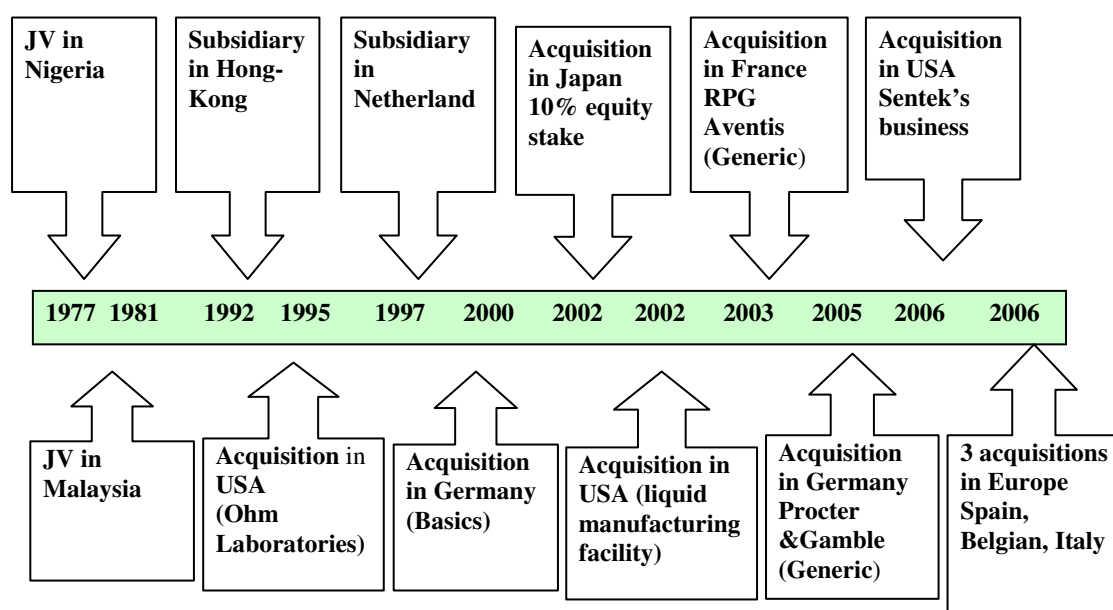 JV in
Nigeria
Subsidiary
in Hong-
Kong
Subsidiary
in
Netherland
Acquisition
in Japan
10% equity
stake
Acquisition
in France
RPG
Aventis
(Generic)
Acquisition
in USA
Sentek’s
business
1977 1981 1992 1995 1997 2000 2002 2002 2003 2005 2006 2006
JV in
Malaysia
Acquisition in
USA
(Ohm
Laboratories)
Acquisition
in Germany
(Basics)
Acquisition in
USA (liquid
manufacturing
facility)
Acquisition
in Germany
Procter
&Gamble
(Generic)
3 acquisitions
in Europe
Spain,
Belgian, Italy